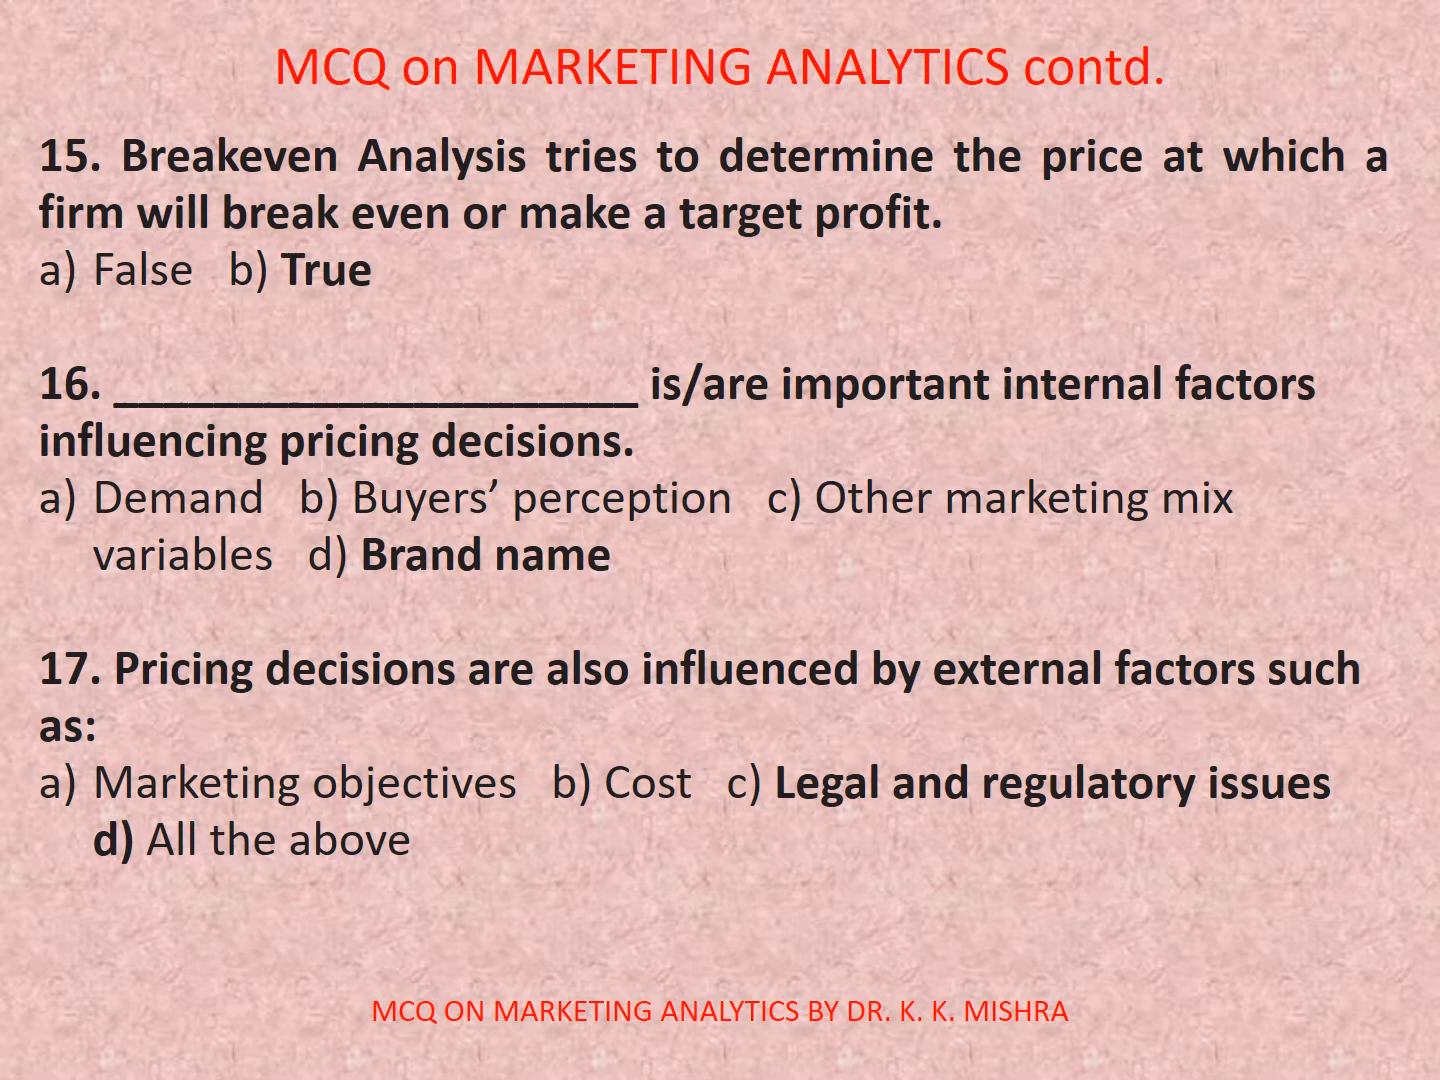 MCQ on MARKETING ANALYTICS contd.
15. Breakeven Analysis tries to determine the price at which a
firm will break even or make a target profit.
a) False b) True
16. _____________________ is/are important internal factors
influencing pricing decisions.
a) Demand b) Buyers’ perception c) Other marketing mix
variables d) Brand name
17. Pricing decisions are also influenced by external factors such
as:
a) Marketing objectives b) Cost c) Legal and regulatory issues
d) All the above
MCQ ON MARKETING ANALYTICS BY DR. K. K. MISHRA